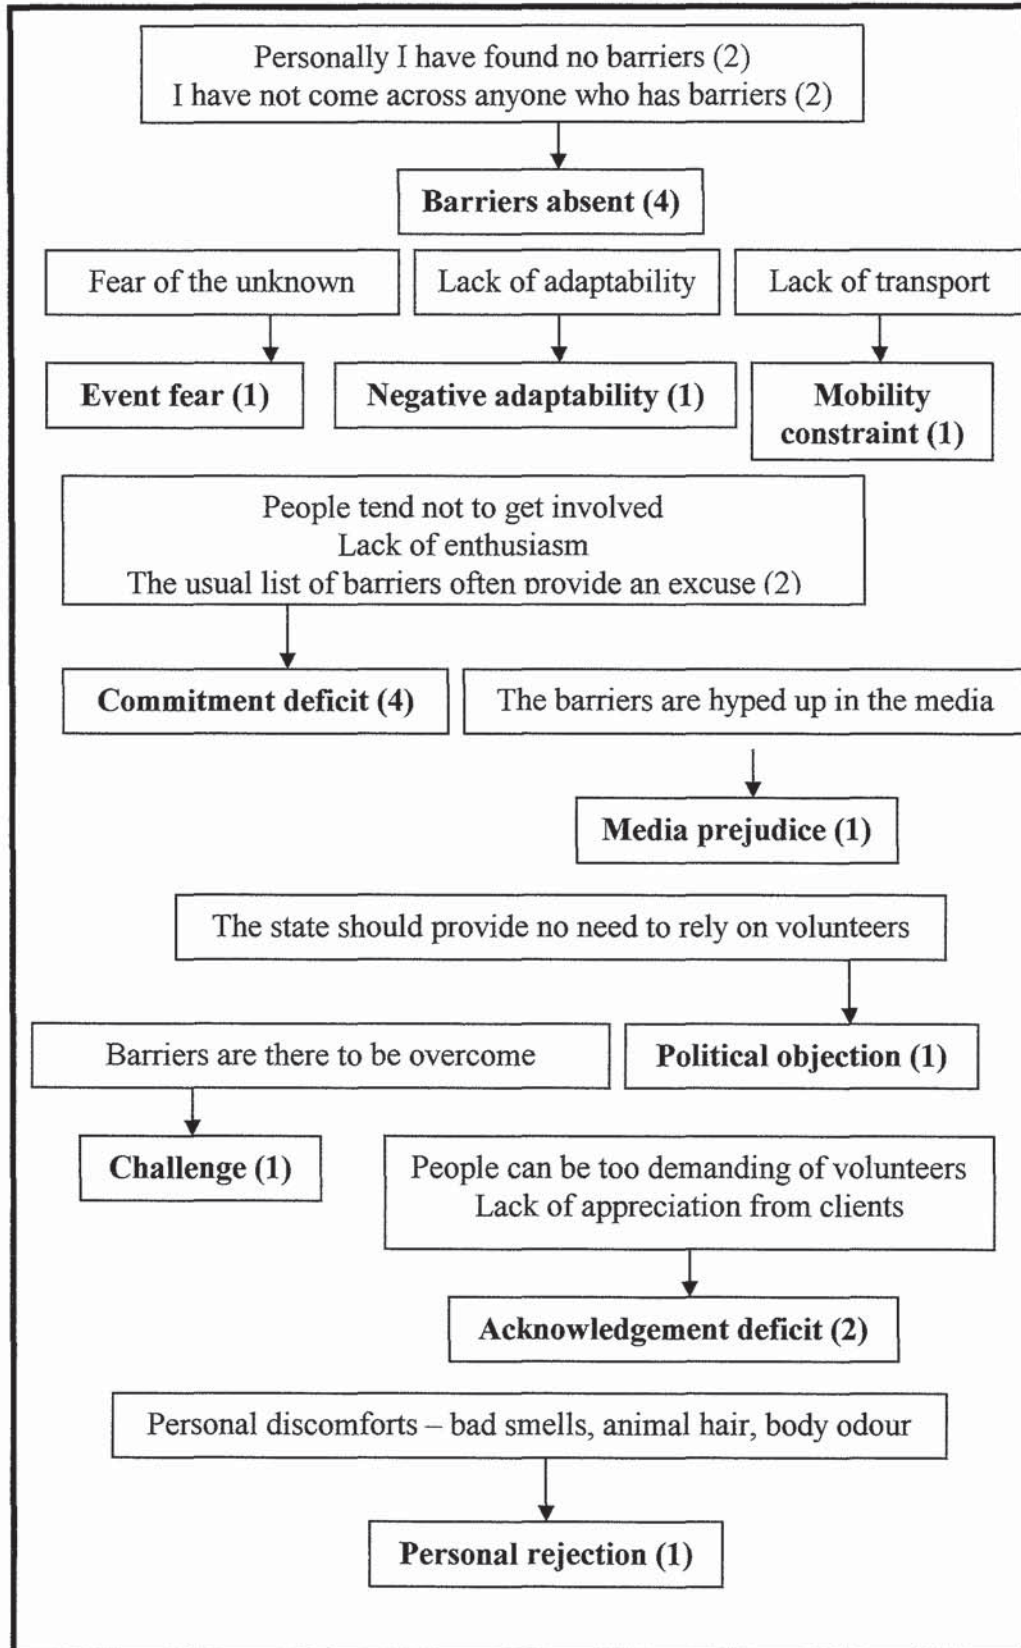 Personally I have found no barriers (2)
I have not come across anyone who has barriers (2)
Barriers absent (4)
Fear of the unknown
Lack of adaptability
Lack of transport
Event fear (1)
Negative adaptability (1)
Mobility
constraint (1)
People tend not to get involved
Lack of enthusiasm
The usual list of barriers often provide an excuse (2)
Commitment deficit (4)
The barriers are hyped up in the media
Media prejudice (1)
The state should provide no need to rely on volunteers
Barriers are there to be overcome
Political objection (1)
Challenge (1)
People can be too demanding of volunteers
Lack of appreciation from clients
Acknowledgement deficit (2)
Personal discomforts – bad smells, animal hair, body odour
Personal rejection (1)